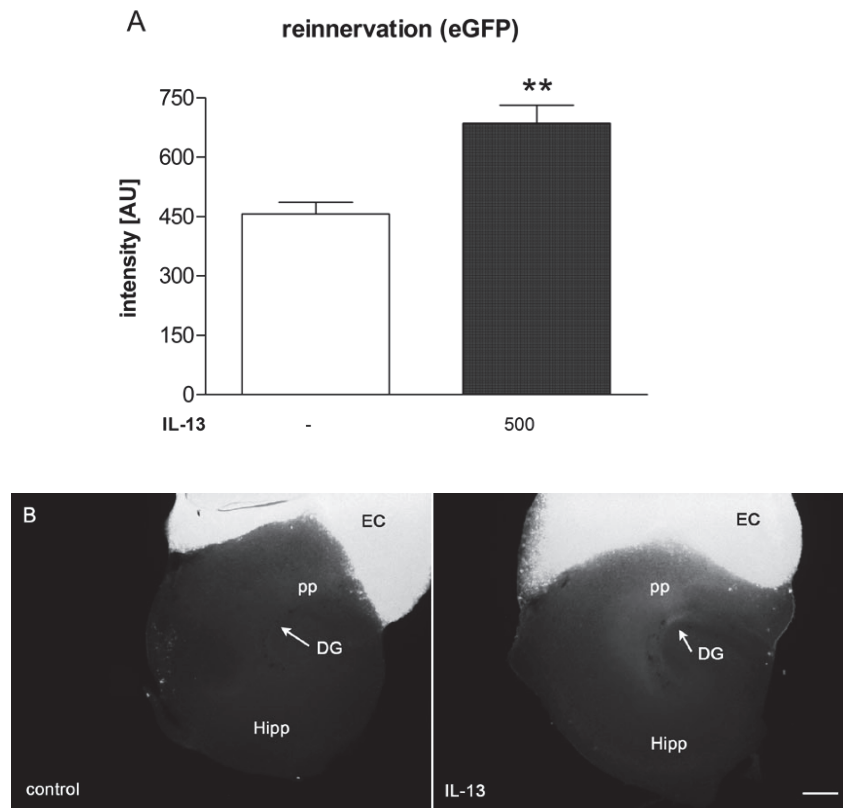 A
reinnervation (eGFP)
**
750
600
450
300
150
0
intensity [AU]
IL-13 - 500
B
EC
pp
DG
Hipp
control
EC
pp
DG
Hipp
IL-13